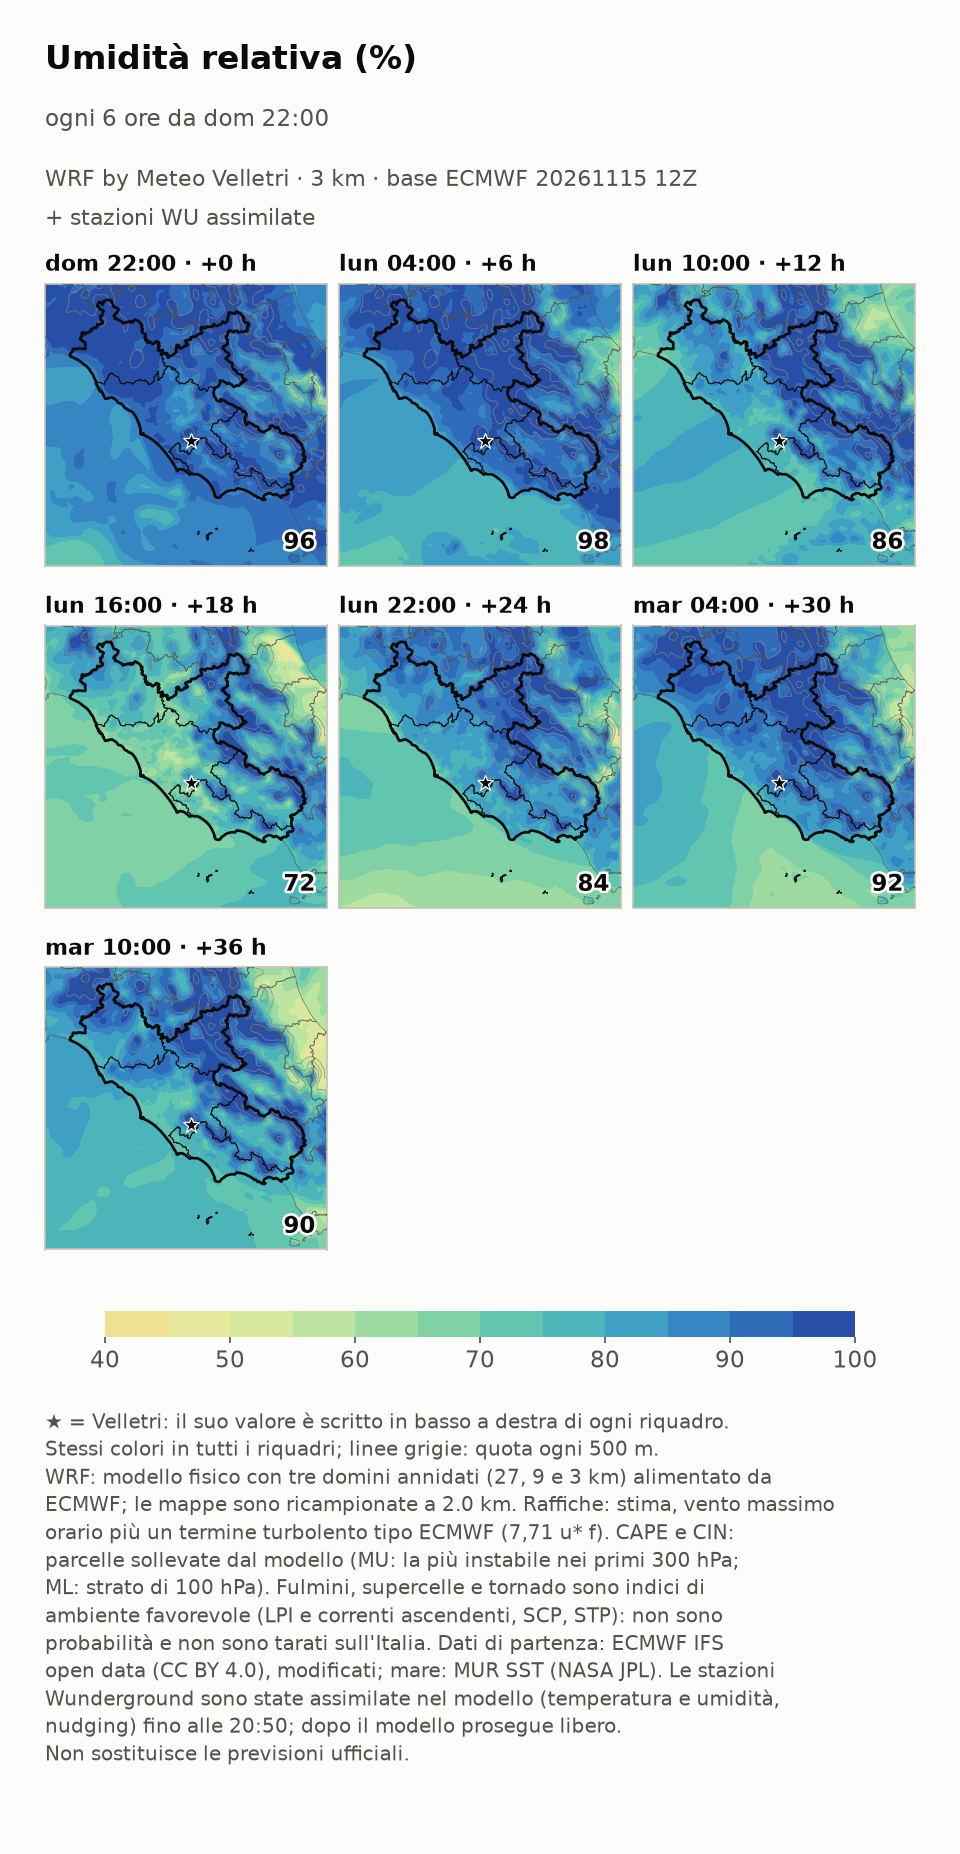 Umidità relativa (%)
ogni 6 ore da dom 22:00
WRF by Meteo Velletri · 3 km · base ECMWF 20261115 12Z
+ stazioni WU assimilate
dom 22:00 · +0 h
lun 04:00 · +6 h
lun 10:00 · +12 h
96
98
86
lun 16:00 · +18 h
lun 22:00 · +24 h
mar 04:00 · +30 h
72
84
92
mar 10:00 · +36 h
90
40 50 60 70 80 90 100
★ = Velletri: il suo valore è scritto in basso a destra di ogni riquadro.
Stessi colori in tutti i riquadri; linee grigie: quota ogni 500 m.
WRF: modello fisico con tre domini annidati (27, 9 e 3 km) alimentato da
ECMWF; le mappe sono ricampionate a 2.0 km. Raffiche: stima, vento massimo
orario più un termine turbolento tipo ECMWF (7,71 u* f). CAPE e CIN:
parcelle sollevate dal modello (MU: la più instabile nei primi 300 hPa;
ML: strato di 100 hPa). Fulmini, supercelle e tornado sono indici di
ambiente favorevole (LPI e correnti ascendenti, SCP, STP): non sono
probabilità e non sono tarati sull'Italia. Dati di partenza: ECMWF IFS
open data (CC BY 4.0), modificati; mare: MUR SST (NASA JPL). Le stazioni
Wunderground sono state assimilate nel modello (temperatura e umidità,
nudging) fino alle 20:50; dopo il modello prosegue libero.
Non sostituisce le previsioni ufficiali.